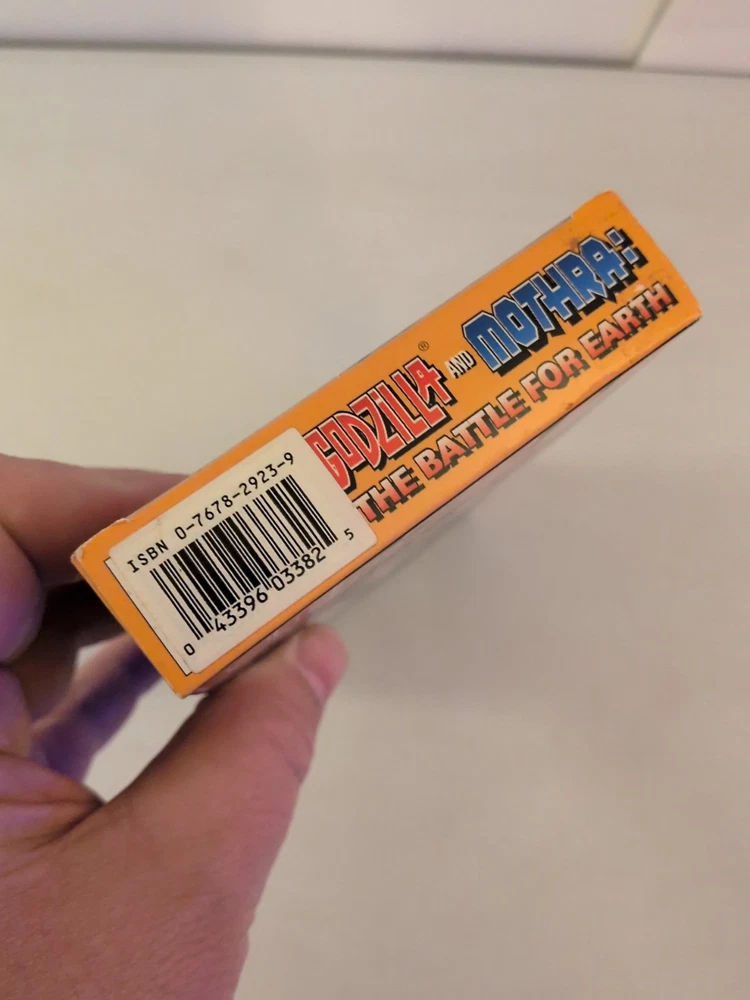 GODZILLA® AND MOTHRA:
THE BATTLE FOR EARTH
ISBN 0-7678-2923-9
0 43396 03382 5